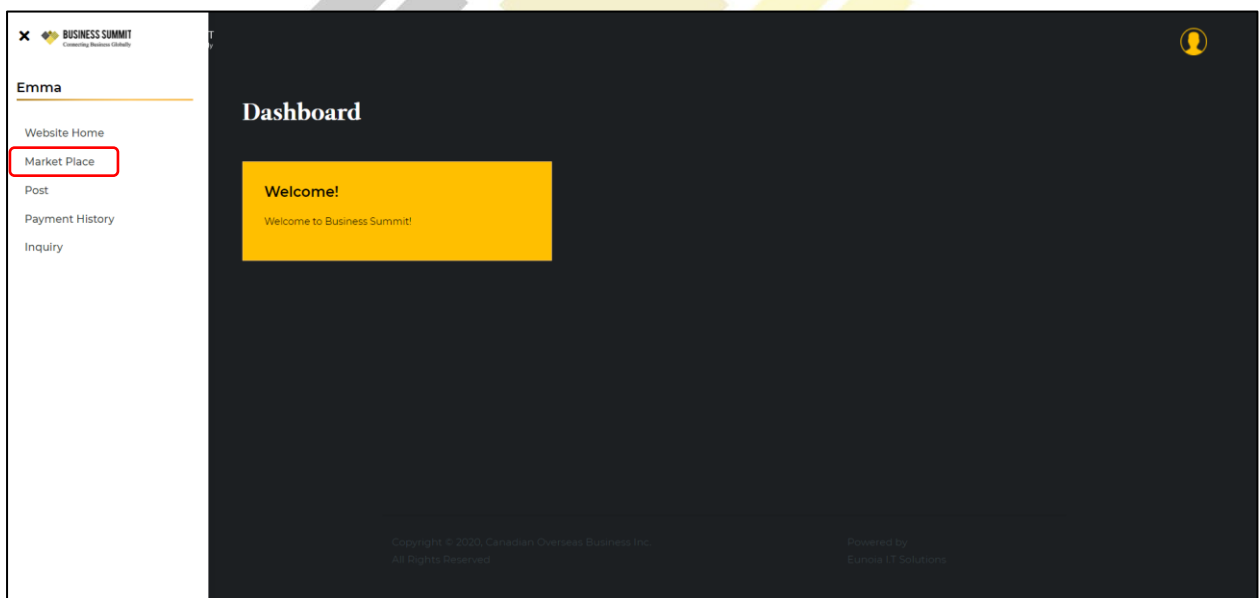 BUSINESS SUMMIT
Connecting Business Globally
T
y
Emma
Website Home
Market Place
Post
Payment History
Inquiry
Dashboard
Welcome!
Welcome to Business Summit!
Copyright © 2020, Canadian Overseas Business Inc.
All Rights Reserved
Powered by
Eunoia I.T Solutions